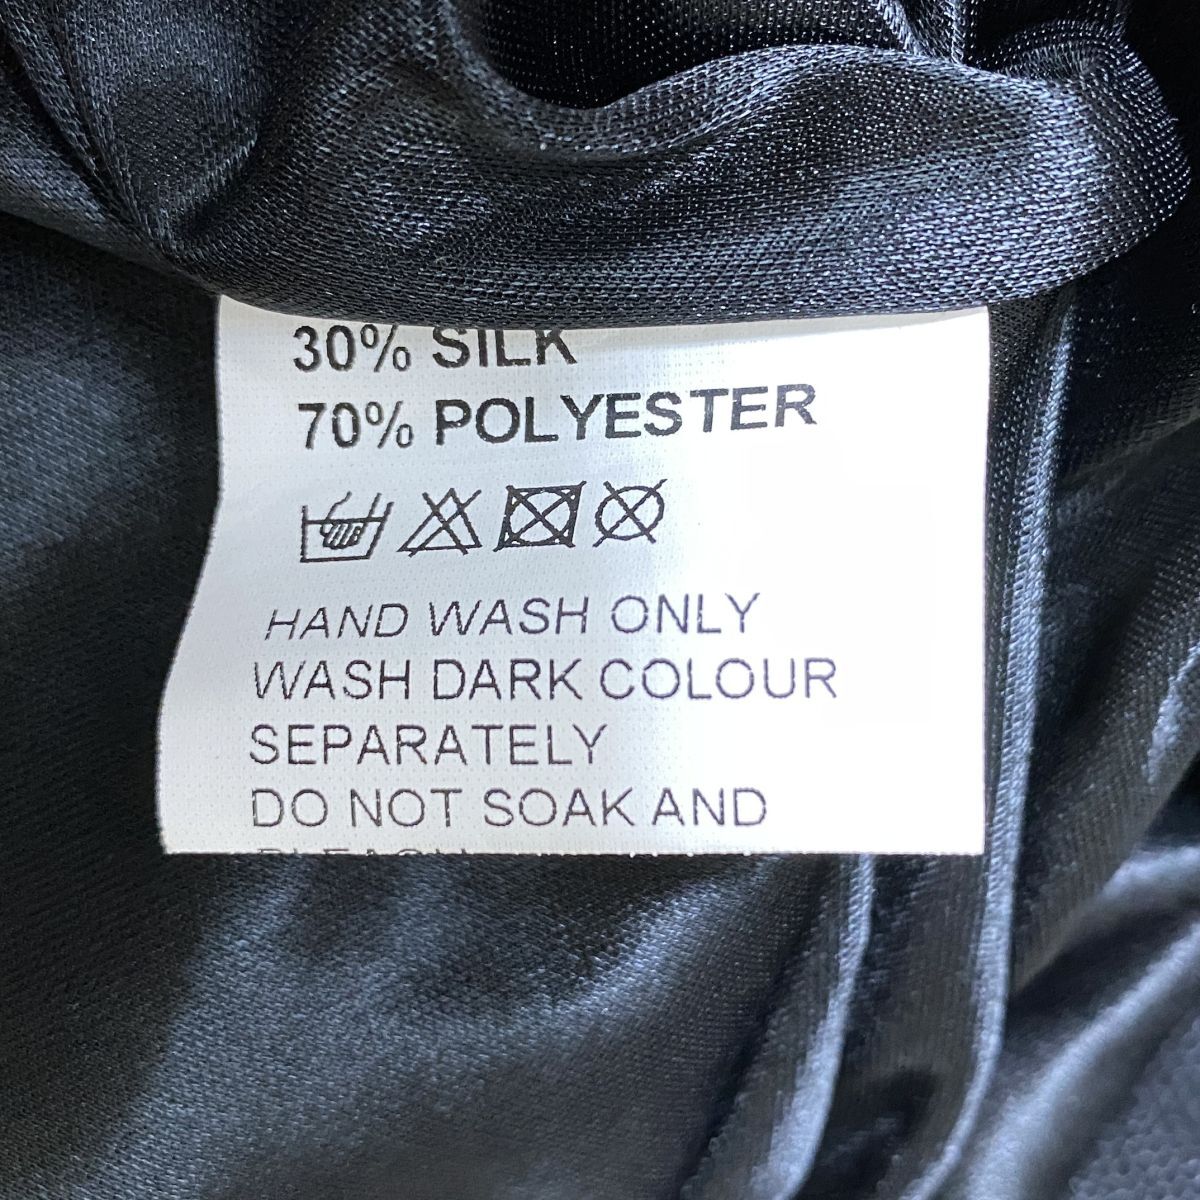 30% SILK
70% POLYESTER
HAND WASH ONLY
WASH DARK COLOUR
SEPARATELY
DO NOT SOAK AND